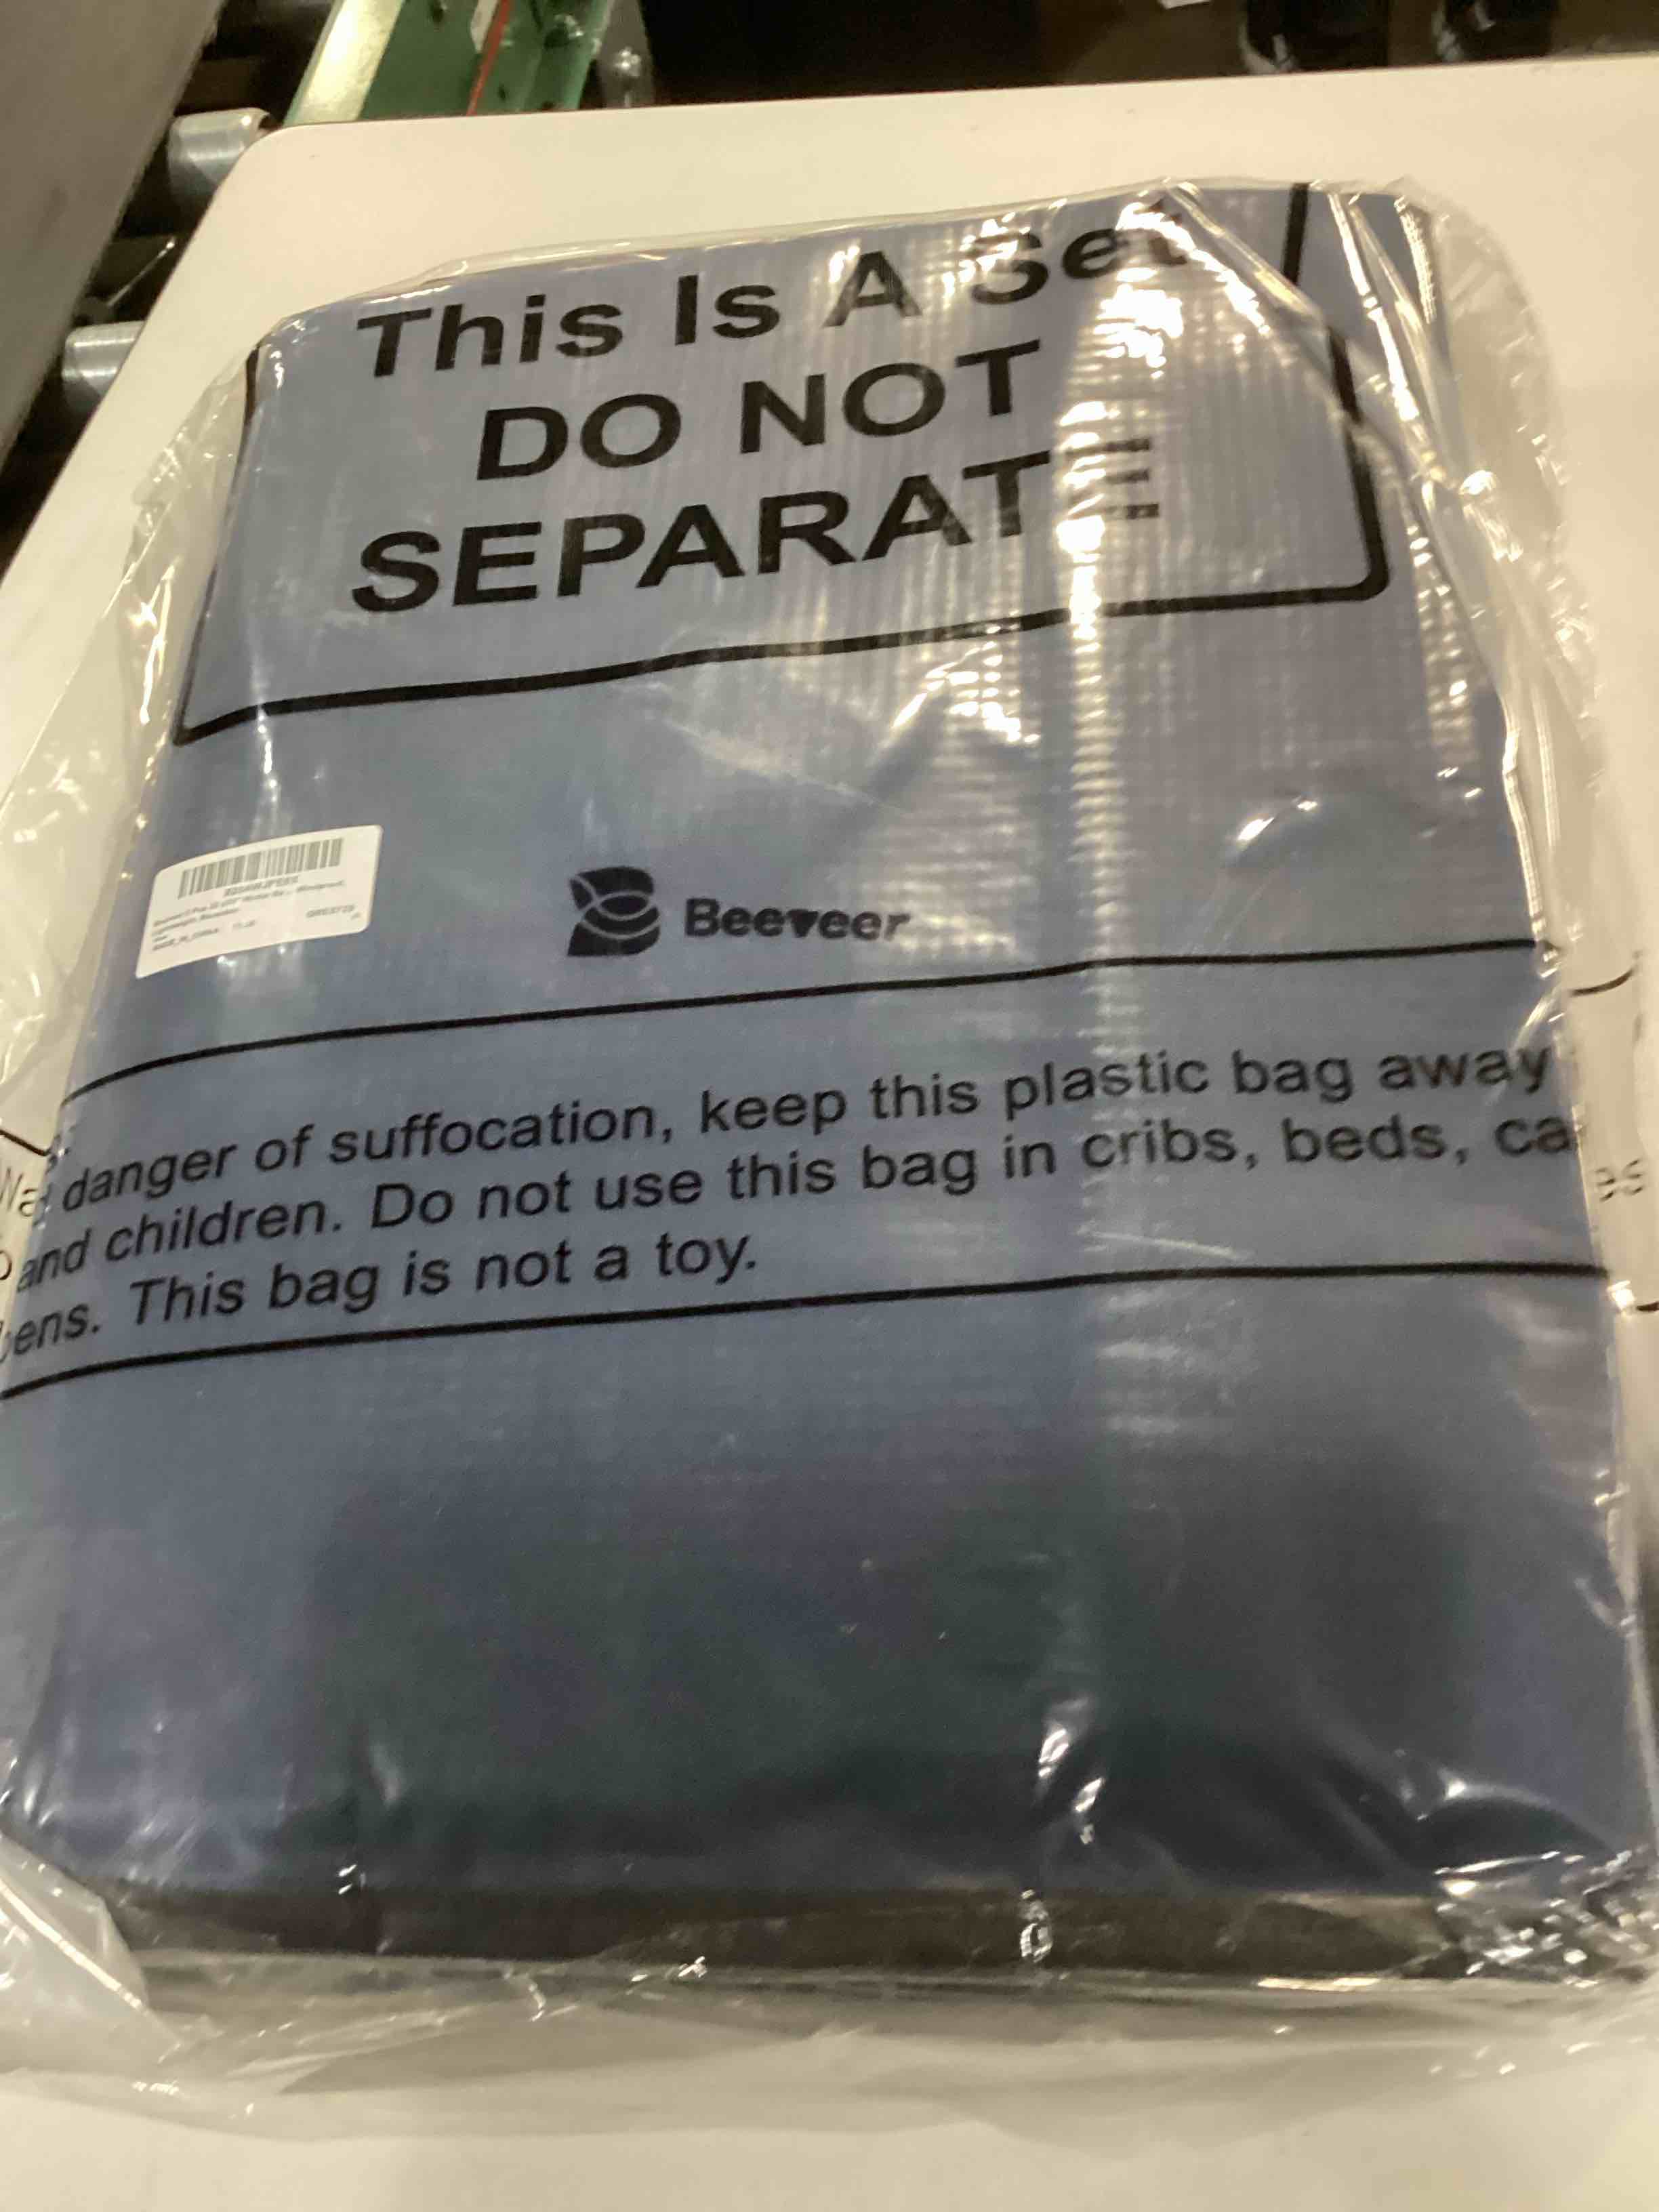 This Is A Set
DO NOT
SEPARATE
Beeveer
danger of suffocation, keep this plastic bag away
and children. Do not use this bag in cribs, beds, ca
ens. This bag is not a toy.